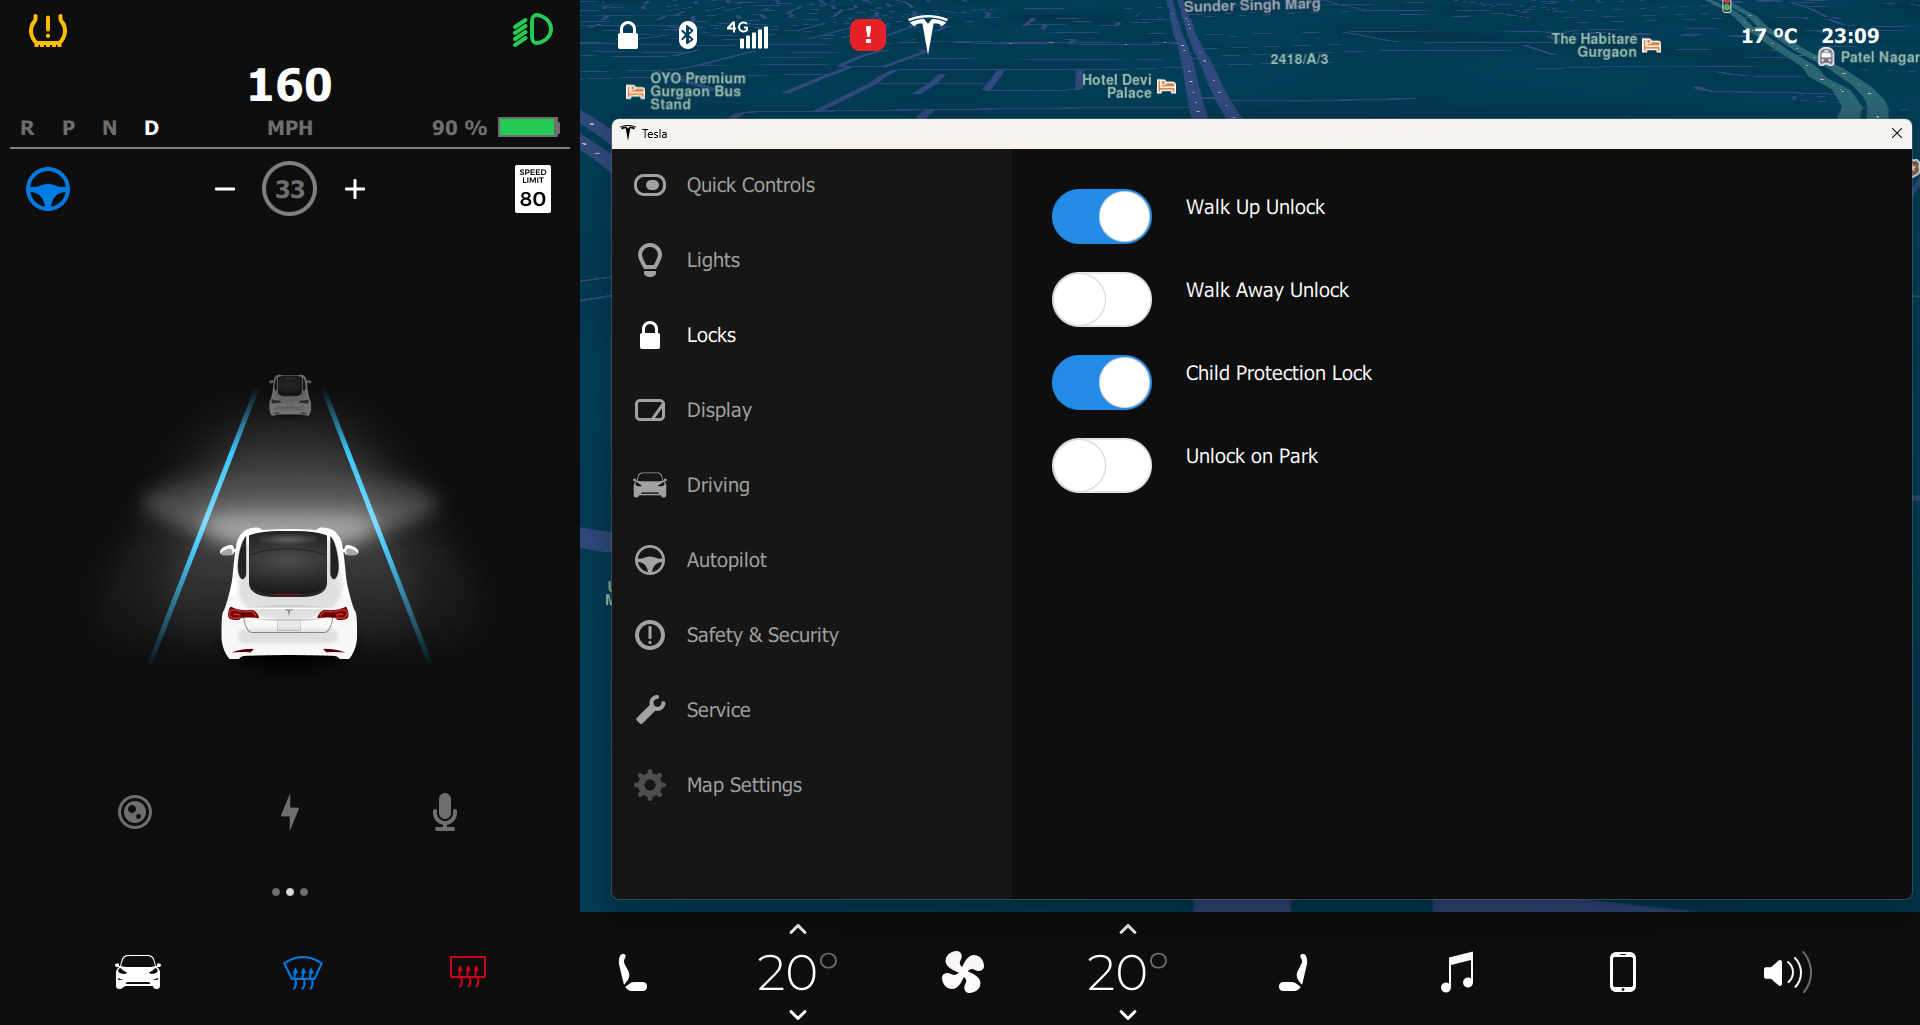 160
R P N D
MPH
90 %
33
SPEED
LIMIT
80
4G
!
Sunder Singh Marg
2418/A/3
The Habitare
Gurgaon
17 ºC
23:09
Patel Nagar
OYO Premium
Gurgaon Bus
Stand
Hotel Devi
Palace
Tesla
Quick Controls
Lights
Locks
Display
Driving
Autopilot
Safety & Security
Service
Map Settings
Walk Up Unlock
Walk Away Unlock
Child Protection Lock
Unlock on Park
20°
20°